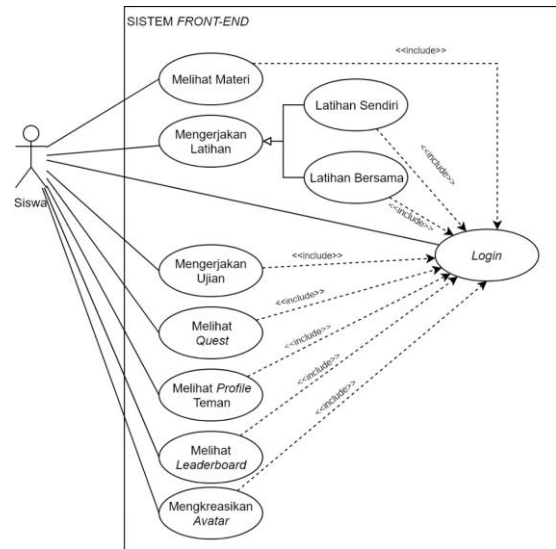 SISTEM FRONT-END
<<include>>
Melihat Materi
Latihan Sendiri
Mengerjakan
Latihan
<<include>>
Latihan Bersama
<<include>>
Siswa
Login
Mengerjakan
Ujian
<<include>>
<<include>>
Melihat
Quest
<<include>>
Melihat Profile
Teman
<<include>>
<<include>>
Melihat
Leaderboard
Mengkreasikan
Avatar